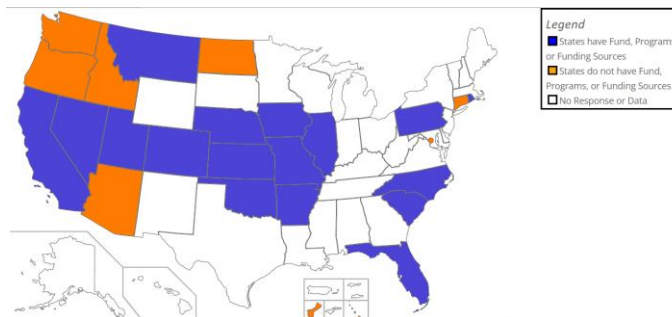 Legend
States have Fund, Programs
or Funding Sources
States do not have Fund,
Programs, or Funding Sources
No Response or Data